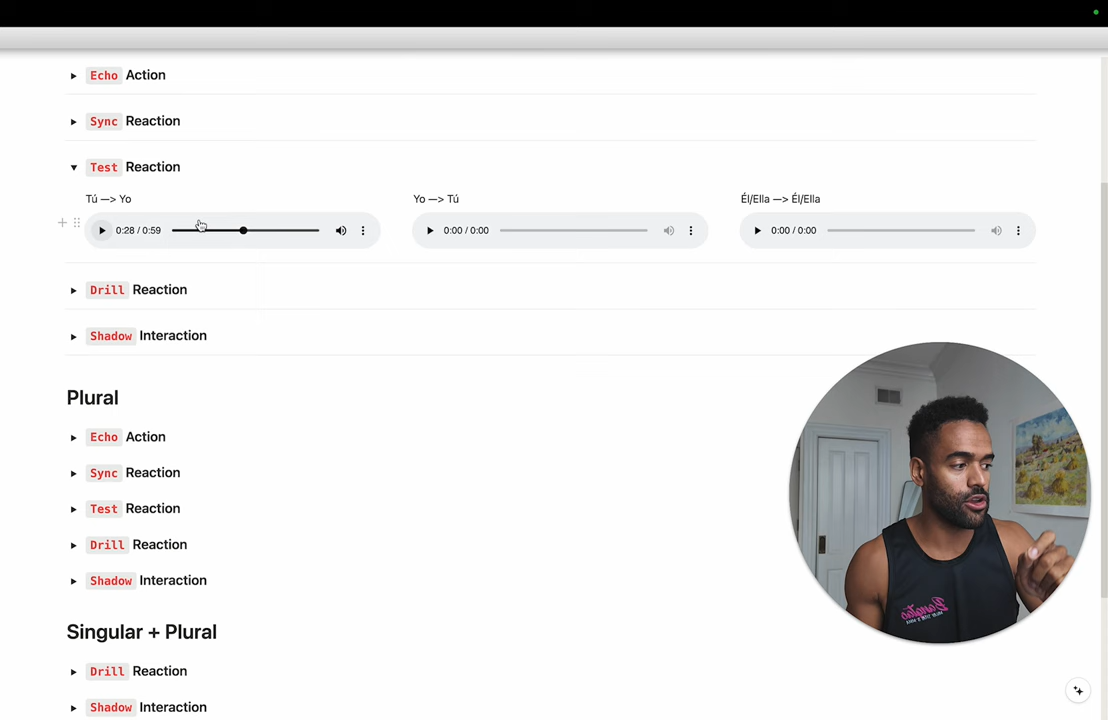 Echo Action
Sync Reaction
Test Reaction
Tú —> Yo
Yo —> Tú
Él/Ella —> Él/Ella
0:28 / 0:59
0:00 / 0:00
0:00 / 0:00
Drill Reaction
Shadow Interaction
Plural
Echo Action
Sync Reaction
Test Reaction
Drill Reaction
Shadow Interaction
Singular + Plural
Drill Reaction
Shadow Interaction